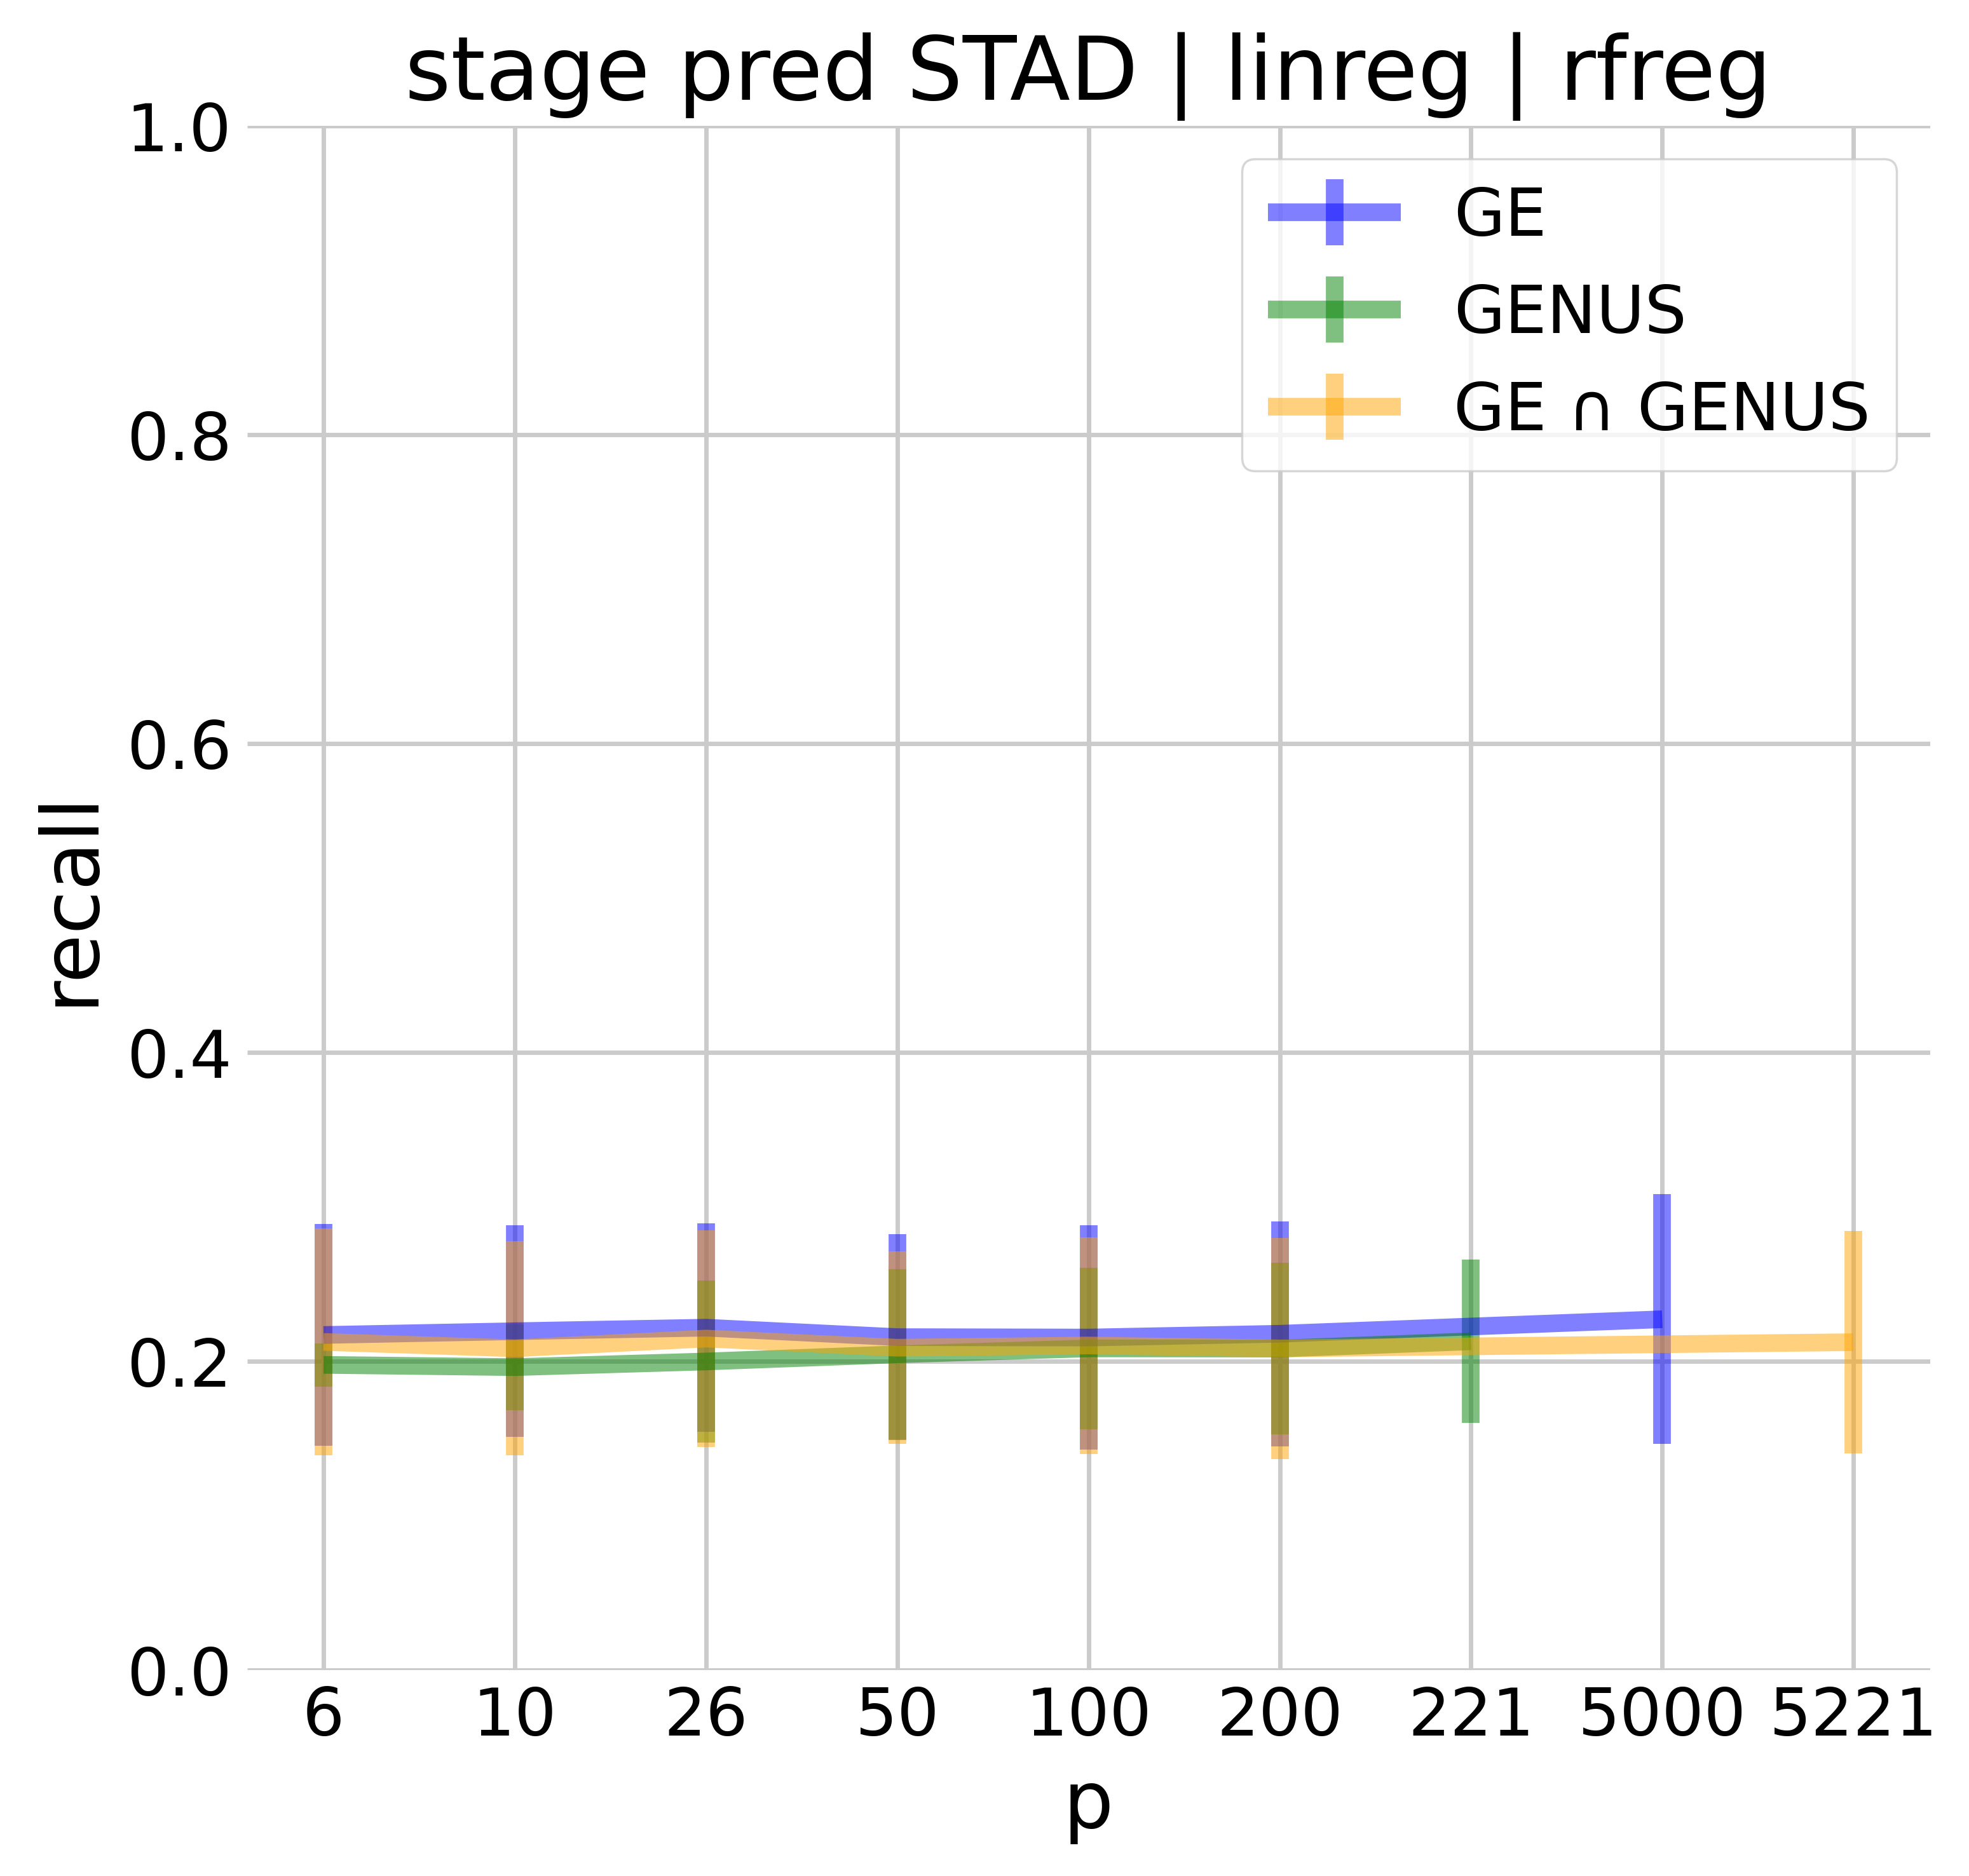 stage pred STAD | linreg | rfreg
1.0
0.8
0.6
0.4
0.2
0.0
recall
GE
GENUS
GE ∩ GENUS
6 10 26 50 100 200 221 5000 5221
p